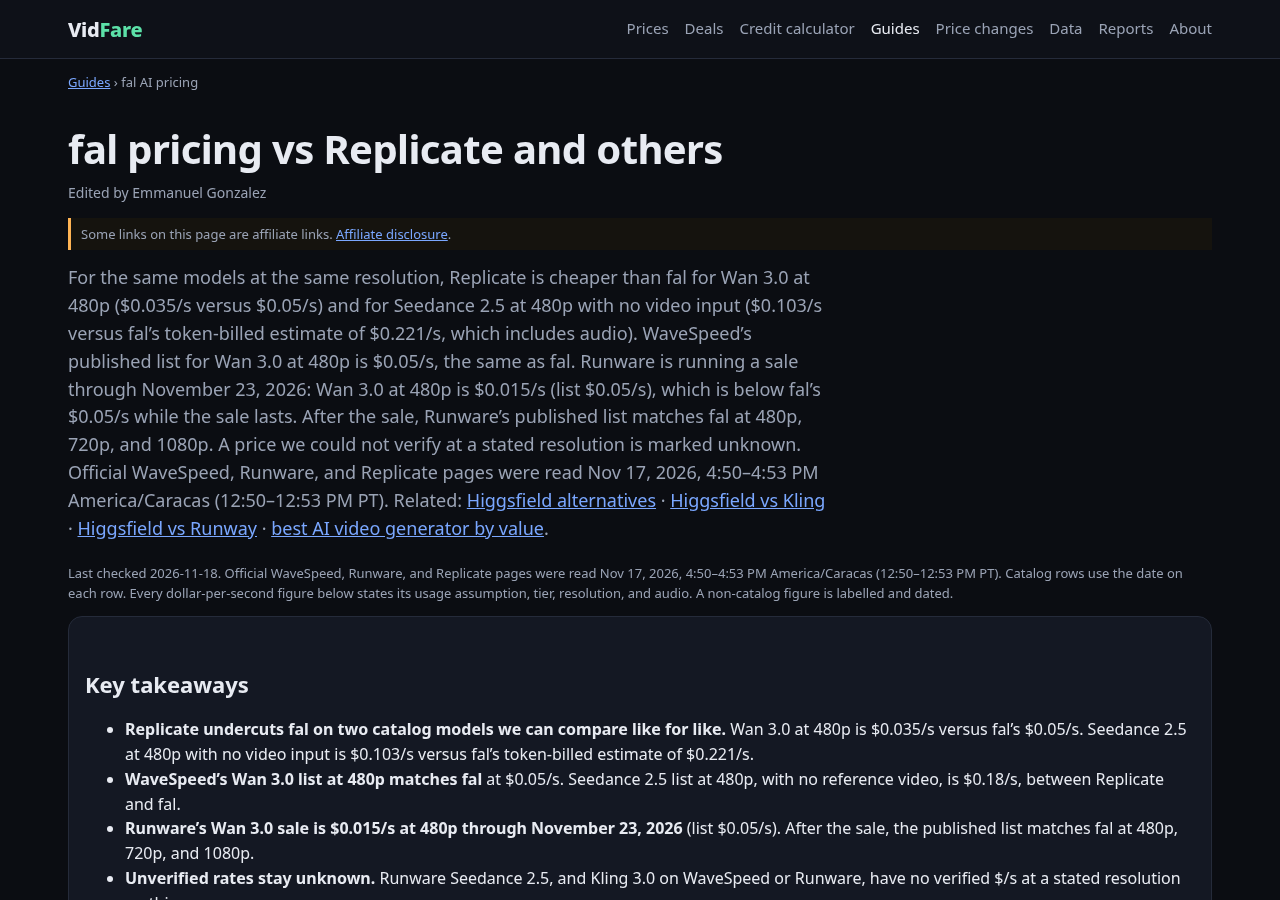 VidFare
Prices Deals Credit calculator Guides Price changes Data Reports About
Guides › fal AI pricing
fal pricing vs Replicate and others
Edited by Emmanuel Gonzalez
Some links on this page are affiliate links. Affiliate disclosure.
For the same models at the same resolution, Replicate is cheaper than fal for Wan 3.0 at
480p ($0.035/s versus $0.05/s) and for Seedance 2.5 at 480p with no video input ($0.103/s
versus fal’s token-billed estimate of $0.221/s, which includes audio). WaveSpeed’s
published list for Wan 3.0 at 480p is $0.05/s, the same as fal. Runware is running a sale
through November 23, 2026: Wan 3.0 at 480p is $0.015/s (list $0.05/s), which is below fal’s
$0.05/s while the sale lasts. After the sale, Runware’s published list matches fal at 480p,
720p, and 1080p. A price we could not verify at a stated resolution is marked unknown.
Official WaveSpeed, Runware, and Replicate pages were read Nov 17, 2026, 4:50–4:53 PM
America/Caracas (12:50–12:53 PM PT). Related: Higgsfield alternatives · Higgsfield vs Kling
· Higgsfield vs Runway · best AI video generator by value.
Last checked 2026-11-18. Official WaveSpeed, Runware, and Replicate pages were read Nov 17, 2026, 4:50–4:53 PM America/Caracas (12:50–12:53 PM PT). Catalog rows use the date on
each row. Every dollar-per-second figure below states its usage assumption, tier, resolution, and audio. A non-catalog figure is labelled and dated.
Key takeaways
• Replicate undercuts fal on two catalog models we can compare like for like. Wan 3.0 at 480p is $0.035/s versus fal’s $0.05/s. Seedance 2.5
at 480p with no video input is $0.103/s versus fal’s token-billed estimate of $0.221/s.
• WaveSpeed’s Wan 3.0 list at 480p matches fal at $0.05/s. Seedance 2.5 list at 480p, with no reference video, is $0.18/s, between Replicate
and fal.
• Runware’s Wan 3.0 sale is $0.015/s at 480p through November 23, 2026 (list $0.05/s). After the sale, the published list matches fal at 480p,
720p, and 1080p.
• Unverified rates stay unknown. Runware Seedance 2.5, and Kling 3.0 on WaveSpeed or Runware, have no verified $/s at a stated resolution